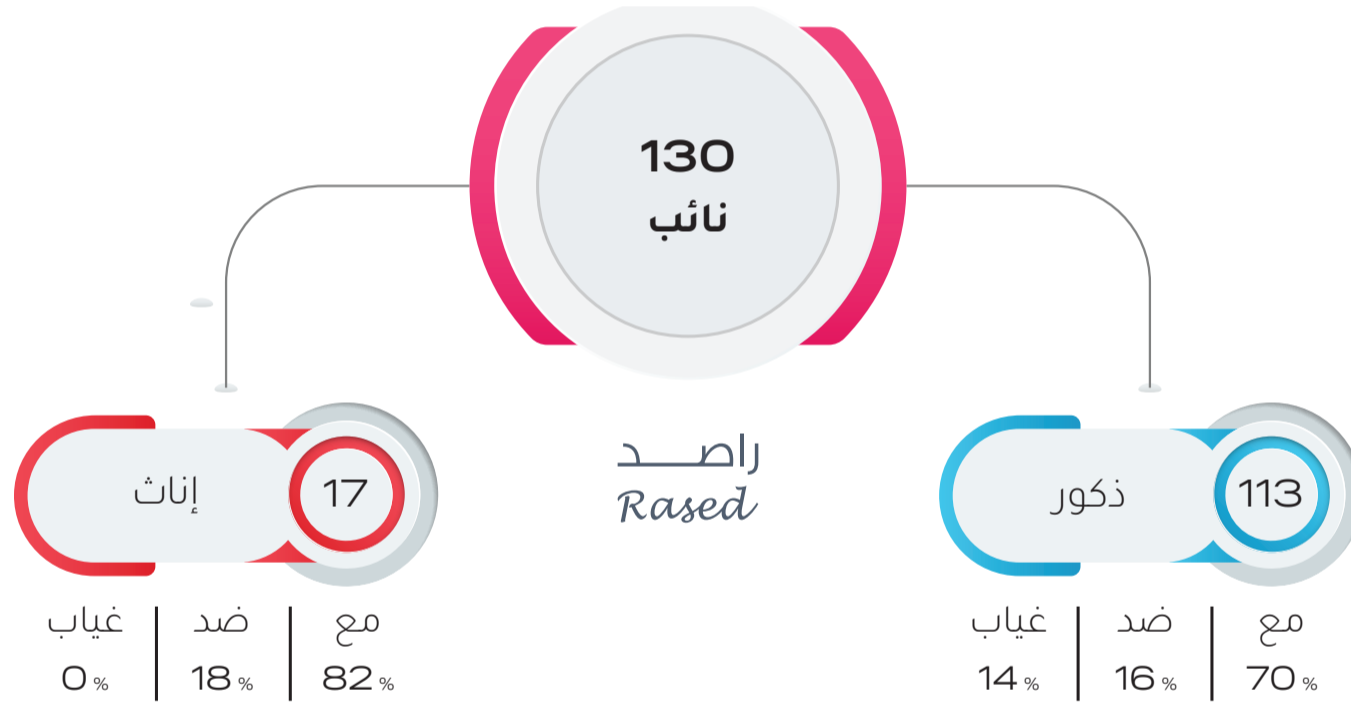 130
نائب
راصد
Rased
ذكور 113
مع ضد غياب
70 % 16 % 14 %
إناث 17
مع ضد غياب
82 % 18 % 0 %